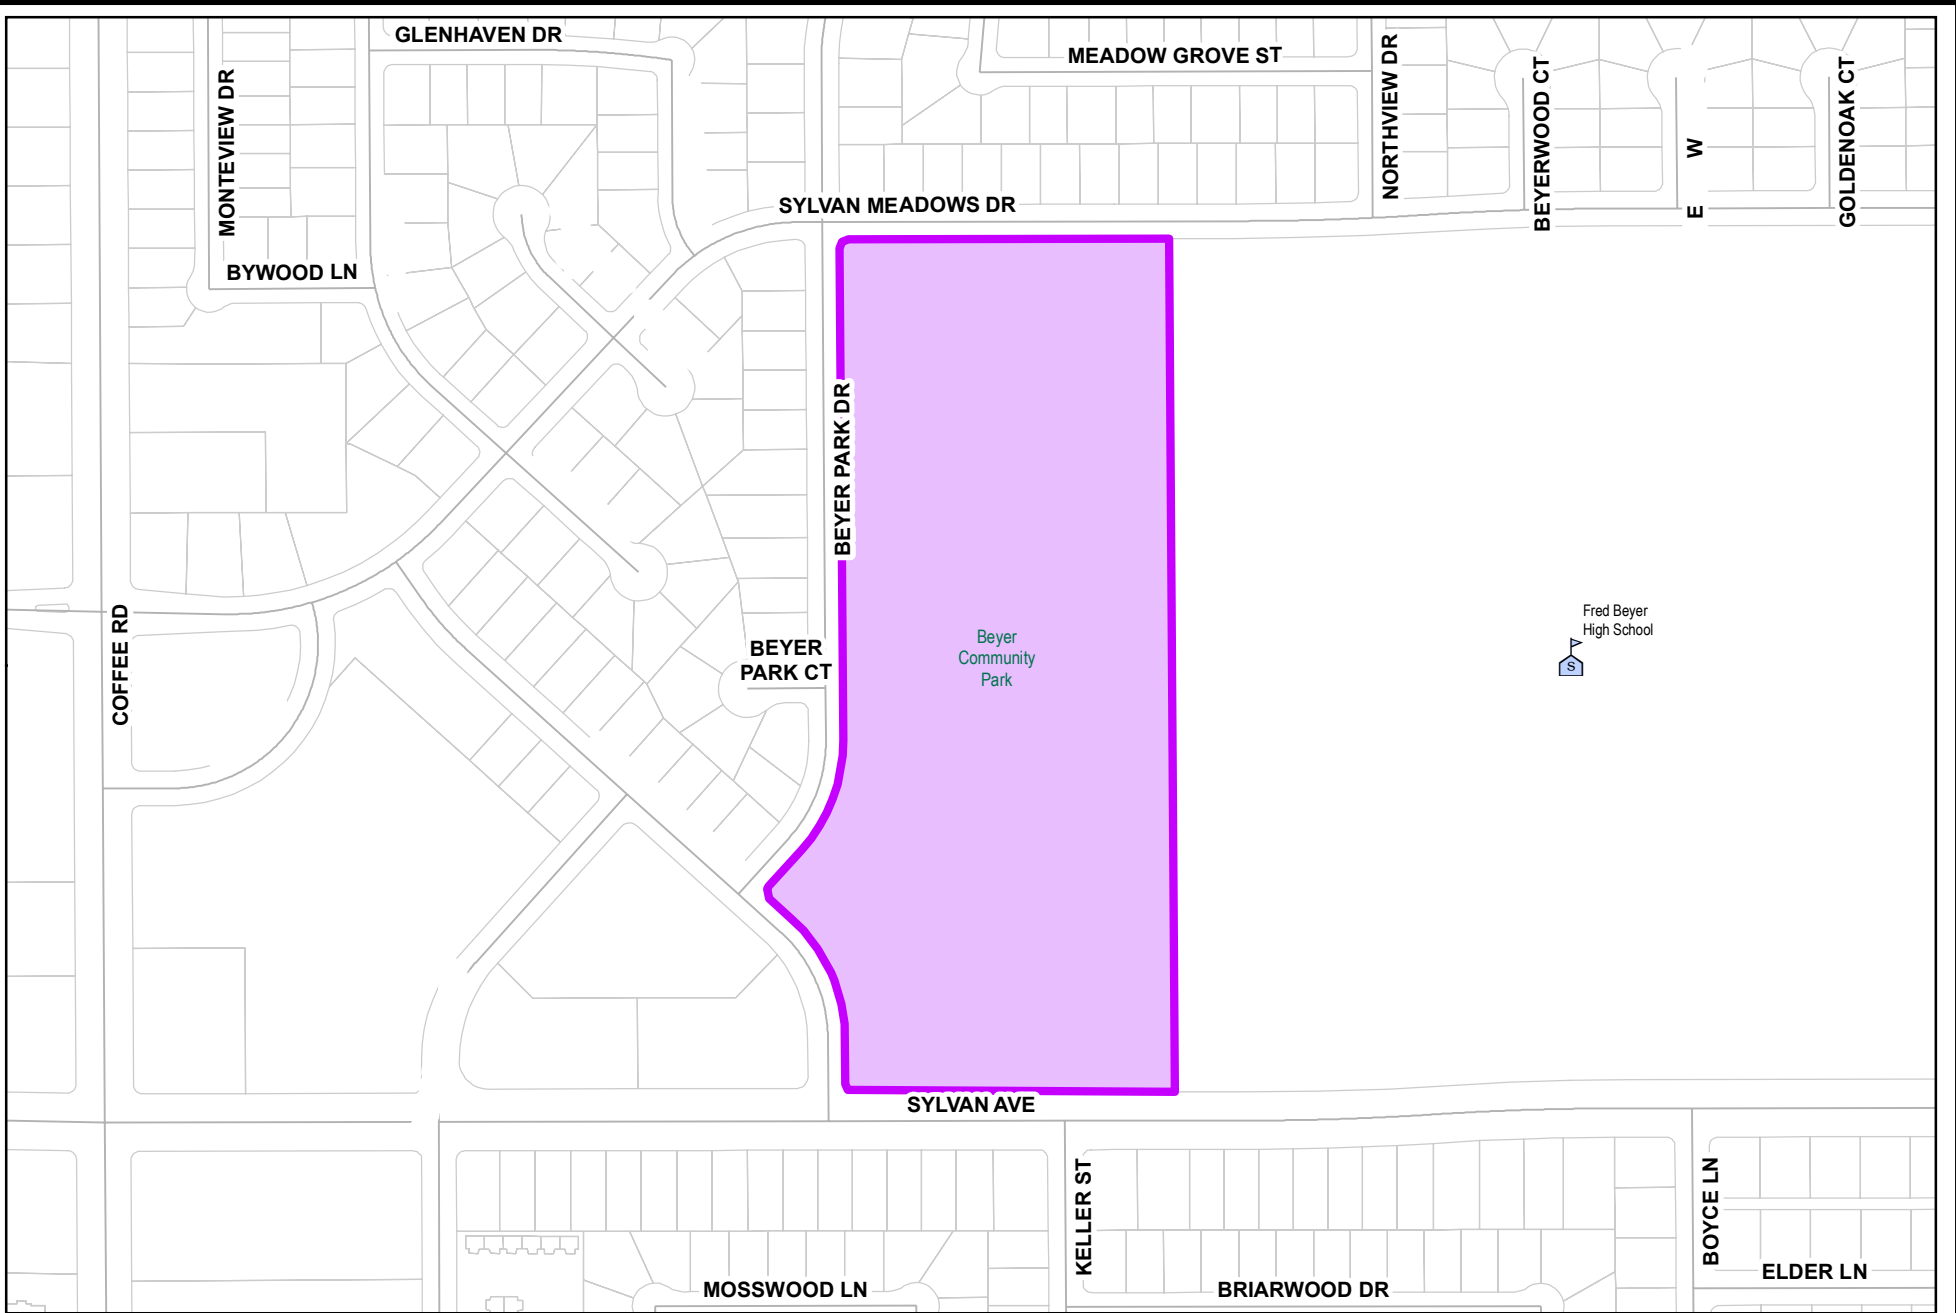 GLENHAVEN DR
MEADOW GROVE ST
MONTEVIEW DR
NORTHVIEW DR
BEYERWOOD CT
E W
GOLDENOAK CT
SYLVAN MEADOWS DR
BYWOOD LN
BEYER PARK DR
COFFEE RD
BEYER
PARK CT
Beyer
Community
Park
Fred Beyer
High School
S
SYLVAN AVE
KELLER ST
BOYCE LN
MOSSWOOD LN
BRIARWOOD DR
ELDER LN